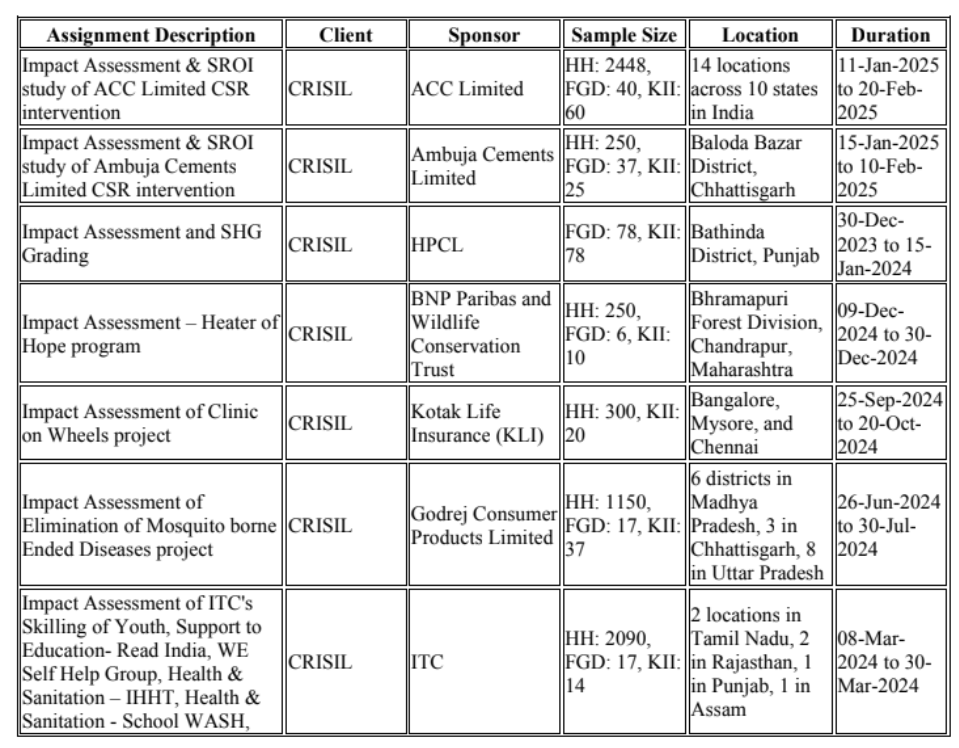 Assignment Description Client Sponsor Sample Size Location Duration
Impact Assessment & SROI
study of ACC Limited CSR
intervention
CRISIL
ACC Limited
HH: 2448,
FGD: 40, KII:
60
14 locations
across 10 states
in India
11-Jan-2025
to 20-Feb-
2025
Impact Assessment & SROI
study of Ambuja Cements
Limited CSR intervention
CRISIL
Ambuja Cements
Limited
HH: 250,
FGD: 37, KII:
25
Baloda Bazar
District,
Chhattisgarh
15-Jan-2025
to 10-Feb-
2025
Impact Assessment and SHG
Grading
CRISIL
HPCL
FGD: 78, KII:
78
Bathinda
District, Punjab
30-Dec-
2023 to 15-
Jan-2024
Impact Assessment – Heater of
Hope program
CRISIL
BNP Paribas and
Wildlife
Conservation
Trust
HH: 250,
FGD: 6, KII:
10
Bhramapuri
Forest Division,
Chandrapur,
Maharashtra
09-Dec-
2024 to 30-
Dec-2024
Impact Assessment of Clinic
on Wheels project
CRISIL
Kotak Life
Insurance (KLI)
HH: 300, KII:
20
Bangalore,
Mysore, and
Chennai
25-Sep-2024
to 20-Oct-
2024
Impact Assessment of
Elimination of Mosquito borne
Ended Diseases project
CRISIL
Godrej Consumer
Products Limited
HH: 1150,
FGD: 17, KII:
37
6 districts in
Madhya
Pradesh, 3 in
Chhattisgarh, 8
in Uttar Pradesh
26-Jun-2024
to 30-Jul-
2024
Impact Assessment of ITC's
Skilling of Youth, Support to
Education- Read India, WE
Self Help Group, Health &
Sanitation – IHHT, Health &
Sanitation - School WASH,
CRISIL
ITC
HH: 2090,
FGD: 17, KII:
14
2 locations in
Tamil Nadu, 2
in Rajasthan, 1
in Punjab, 1 in
Assam
08-Mar-
2024 to 30-
Mar-2024